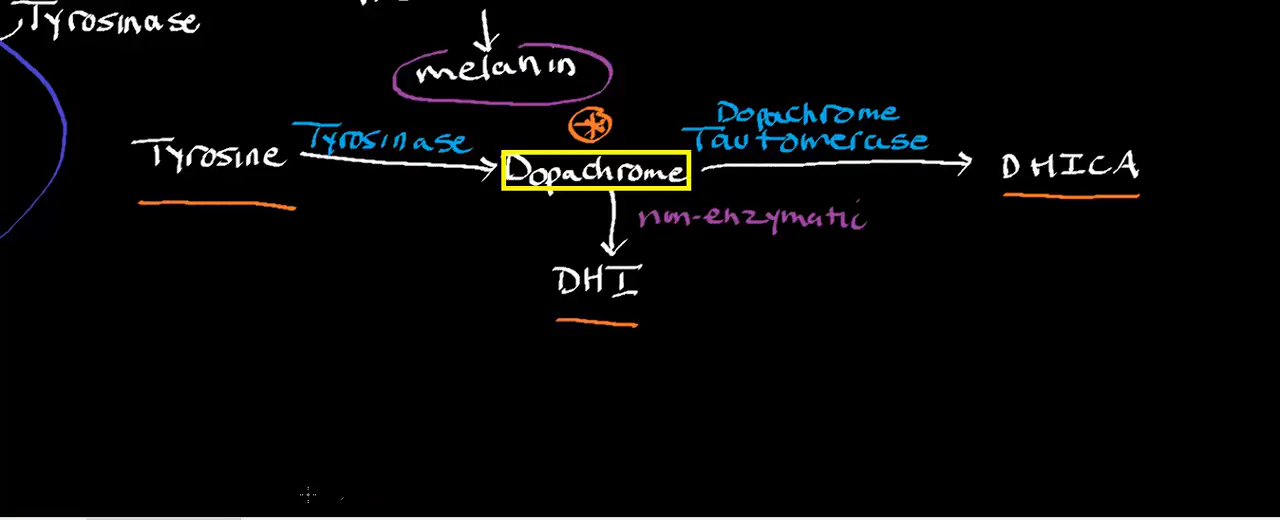 Tyrosinase
melanin
Dopachrome
Tyrosinase
Tautomerase
Tyrosine
Dopachrome
DHICA
non-enzymatic
DHI